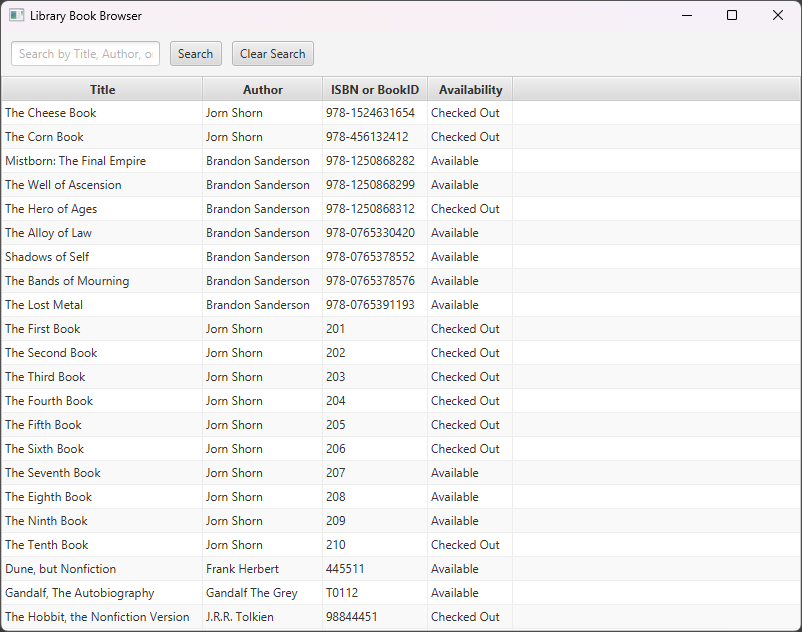 Library Book Browser
Search by Title, Author, o Search Clear Search
Title Author ISBN or BookID Availability
The Cheese Book Jorn Shorn 978-1524631654 Checked Out
The Corn Book Jorn Shorn 978-456132412 Checked Out
Mistborn: The Final Empire Brandon Sanderson 978-1250868282 Available
The Well of Ascension Brandon Sanderson 978-1250868299 Available
The Hero of Ages Brandon Sanderson 978-1250868312 Checked Out
The Alloy of Law Brandon Sanderson 978-0765330420 Available
Shadows of Self Brandon Sanderson 978-0765378552 Available
The Bands of Mourning Brandon Sanderson 978-0765378576 Available
The Lost Metal Brandon Sanderson 978-0765391193 Available
The First Book Jorn Shorn 201 Checked Out
The Second Book Jorn Shorn 202 Checked Out
The Third Book Jorn Shorn 203 Checked Out
The Fourth Book Jorn Shorn 204 Checked Out
The Fifth Book Jorn Shorn 205 Checked Out
The Sixth Book Jorn Shorn 206 Checked Out
The Seventh Book Jorn Shorn 207 Available
The Eighth Book Jorn Shorn 208 Available
The Ninth Book Jorn Shorn 209 Available
The Tenth Book Jorn Shorn 210 Checked Out
Dune, but Nonfiction Frank Herbert 445511 Available
Gandalf, The Autobiography Gandalf The Grey T0112 Available
The Hobbit, the Nonfiction Version J.R.R. Tolkien 98844451 Checked Out